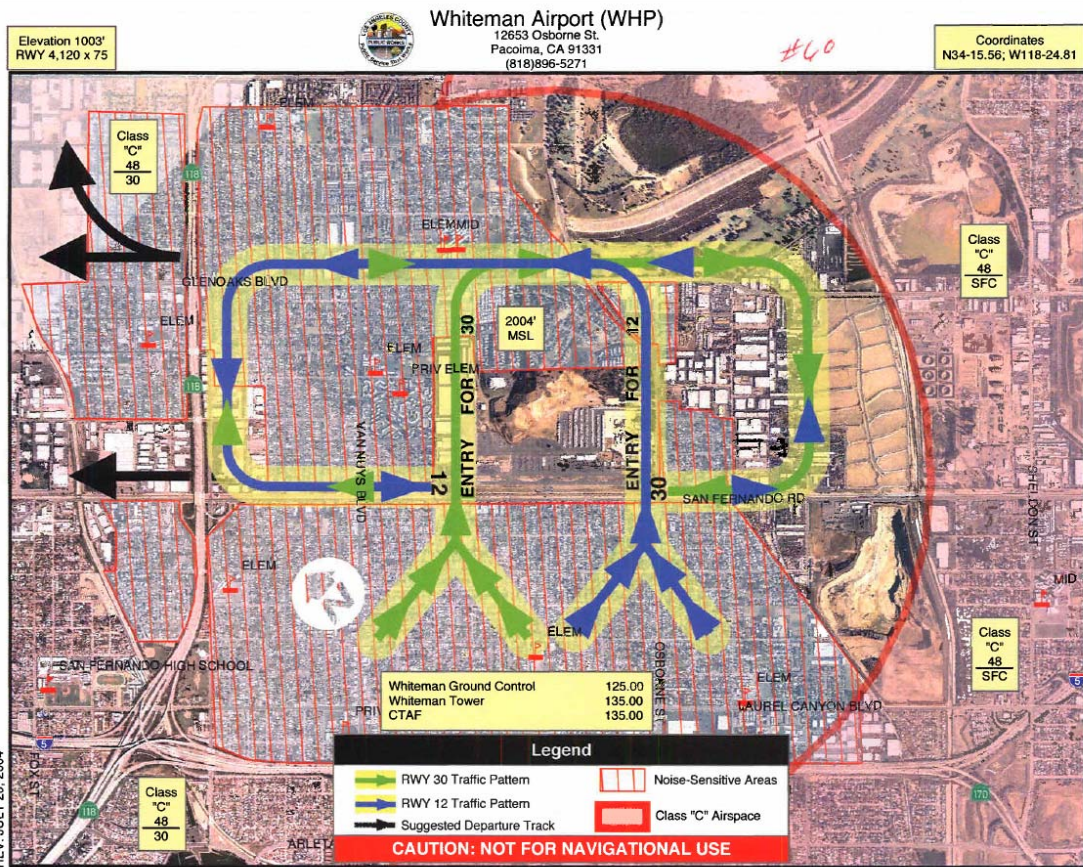 Whiteman Airport (WHP)
12653 Osborne St.
Pacoima, CA 91331
(818)896-5271
#60
Elevation 1003'
RWY 4,120 x 75
Coordinates
N34-15.56; W118-24.81
Class
"C"
48
30
ELEM
118
ELEMMID
Class
"C"
48
SFC
GLENOAKS BLVD
2004'
MSL
30
12
ELEM
ELEM
PRIV ELEM
118
ENTRY FOR
ENTRY FOR
VAN NUYS BLVD
12
30
SAN FERNANDO RD
SHELDON ST
ELEM
N
MID
ELEM
Class
"C"
48
SFC
SAN FERNANDO HIGH SCHOOL
OSBORNE S
ELEM
5
LAUREL CANYON BLVD
Whiteman Ground Control 125.00
Whiteman Tower 135.00
CTAF 135.00
PRI
5
FOX ST
Legend
RWY 30 Traffic Pattern
RWY 12 Traffic Pattern
Suggested Departure Track
Noise-Sensitive Areas
Class "C" Airspace
170
118
Class
"C"
48
30
ARLETA
CAUTION: NOT FOR NAVIGATIONAL USE